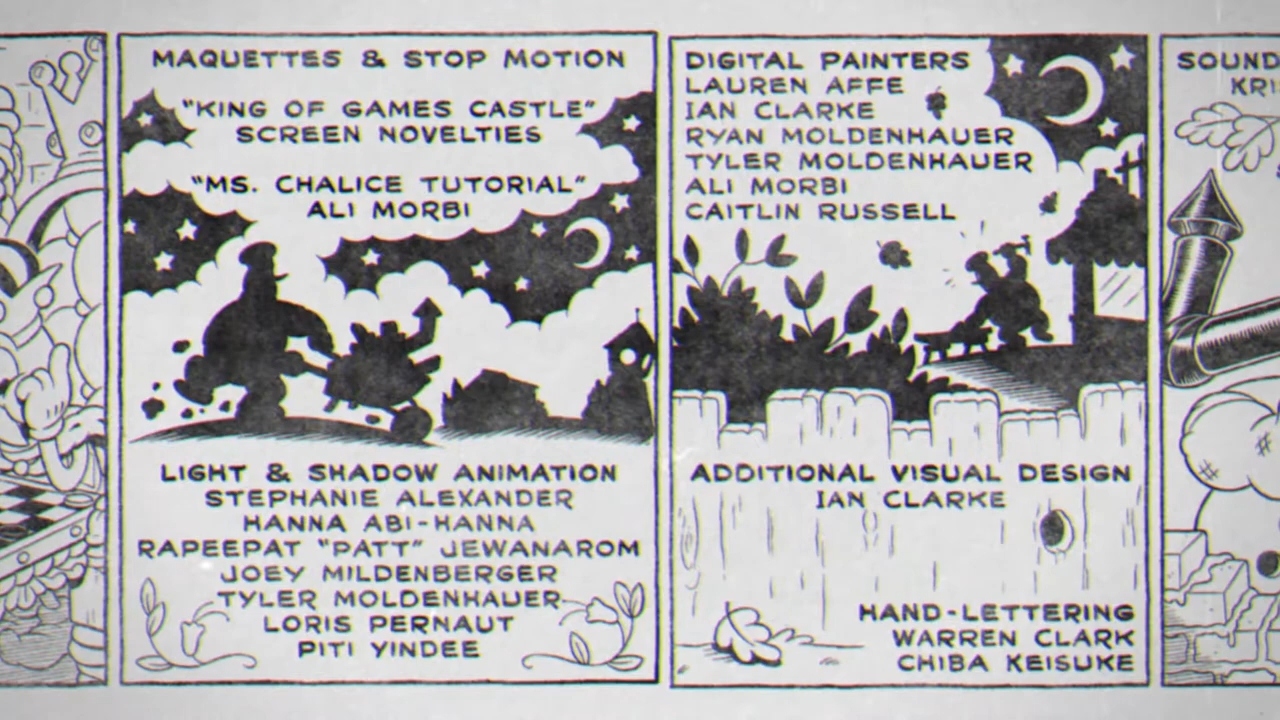 MAQUETTES & STOP MOTION
"KING OF GAMES CASTLE"
SCREEN NOVELTIES
"MS. CHALICE TUTORIAL"
ALI MORBI
LIGHT & SHADOW ANIMATION
STEPHANIE ALEXANDER
HANNA ABI-HANNA
RAPEEPAT "PATT" JEWANAROM
JOEY MILDENBERGER
TYLER MOLDENHAUER
LORIS PERNAUT
PITI YINDEE
DIGITAL PAINTERS
LAUREN AFFE
IAN CLARKE
RYAN MOLDENHAUER
TYLER MOLDENHAUER
ALI MORBI
CAITLIN RUSSELL
ADDITIONAL VISUAL DESIGN
IAN CLARKE
HAND-LETTERING
WARREN CLARK
CHIBA KEISUKE
SOUND